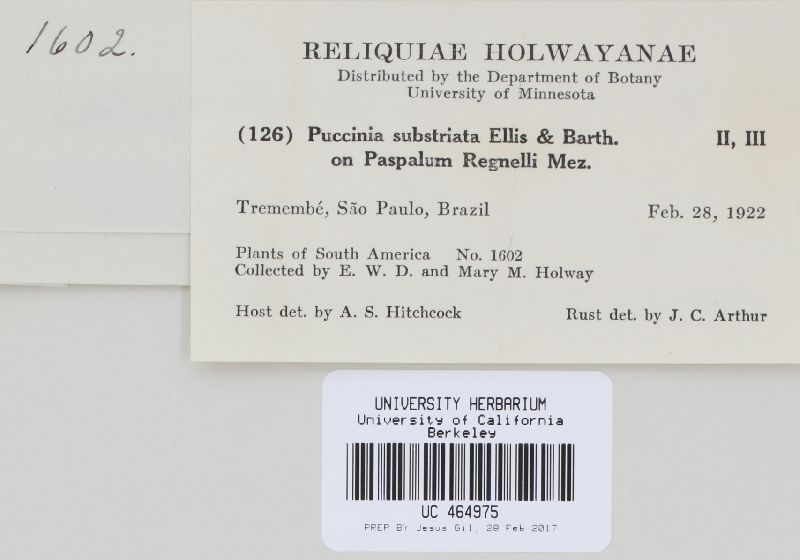 1602.
RELIQUIAE HOLWAYANAE
Distributed by the Department of Botany
University of Minnesota
(126) Puccinia substriata Ellis & Barth. II, III
on Paspalum Regnelli Mez.
Tremembé, São Paulo, Brazil Feb. 28, 1922
Plants of South America No. 1602
Collected by E. W. D. and Mary M. Holway
Host det. by A. S. Hitchcock Rust det. by J. C. Arthur
UNIVERSITY HERBARIUM
University of California
Berkeley
UC 464975
PREP BY Jesus Gil, 28 Feb 2017